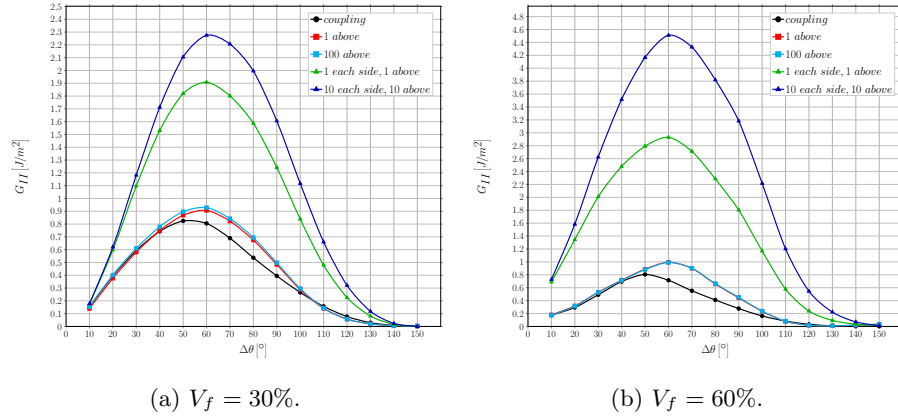 2.5
2.4
2.3
2.2
2.1
2
1.9
1.8
1.7
1.6
1.5
1.4
1.3
1.2
1.1
1
0.9
0.8
0.7
0.6
0.5
0.4
0.3
0.2
0.1
0
G_{II} [J/m²]
0 10 20 30 40 50 60 70 80 90 100 110 120 130 140 150
Δθ [°]
coupling
1 above
100 above
1 each side, 1 above
10 each side, 10 above
(a) V_f = 30%.
4.8
4.6
4.4
4.2
4
3.8
3.6
3.4
3.2
3
2.8
2.6
2.4
2.2
2
1.8
1.6
1.4
1.2
1
0.8
0.6
0.4
0.2
0
G_{II} [J/m²]
0 10 20 30 40 50 60 70 80 90 100 110 120 130 140 150
Δθ [°]
coupling
1 above
100 above
1 each side, 1 above
10 each side, 10 above
(b) V_f = 60%.